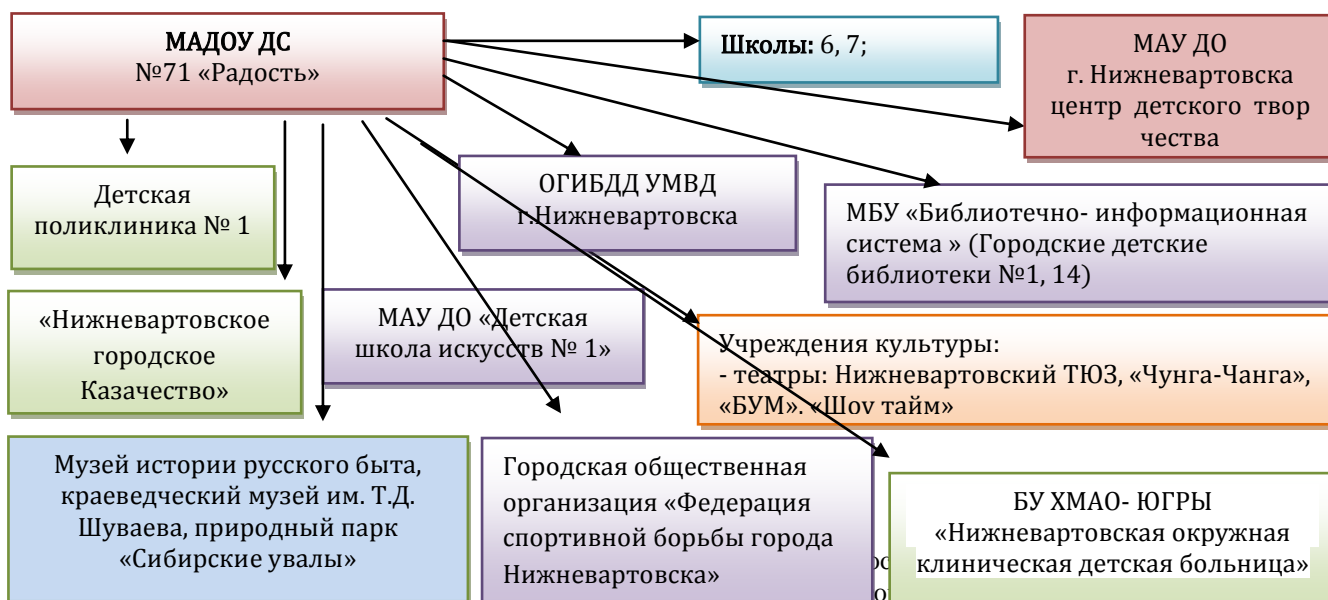 МАДОУ ДС
№71 «Радость»
Школы: 6, 7;
МАУ ДО
г. Нижневартовска
центр детского твор
чества
Детская
поликлиника № 1
ОГИБДД УМВД
г.Нижневартовска
МБУ «Библиотечно- информационная
система » (Городские детские
библиотеки №1, 14)
«Нижневартовское
городское
Казачество»
МАУ ДО «Детская
школа искусств № 1»
Учреждения культуры:
- театры: Нижневартовский ТЮЗ, «Чунга-Чанга»,
«БУМ». «Шоу тайм»
Музей истории русского быта,
краеведческий музей им. Т.Д.
Шуваева, природный парк
«Сибирские увалы»
Городская общественная
организация «Федерация
спортивной борьбы города
Нижневартовска»
БУ ХМАО- ЮГРЫ
«Нижневартовская окружная
клиническая детская больница»